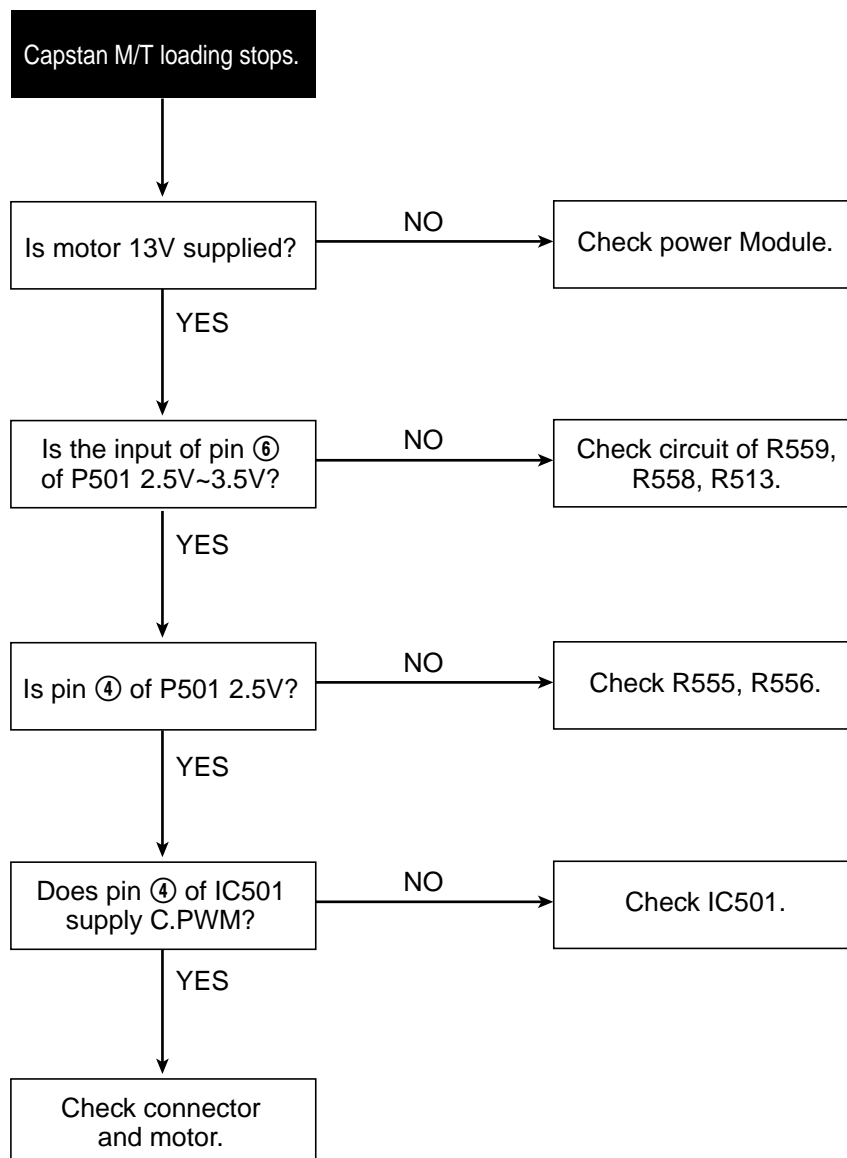 Capstan M/T loading stops.
Is motor 13V supplied?
NO
Check power Module.
YES
Is the input of pin ⑥
of P501 2.5V~3.5V?
NO
Check circuit of R559,
R558, R513.
YES
Is pin ④ of P501 2.5V?
NO
Check R555, R556.
YES
Does pin ④ of IC501
supply C.PWM?
NO
Check IC501.
YES
Check connector
and motor.